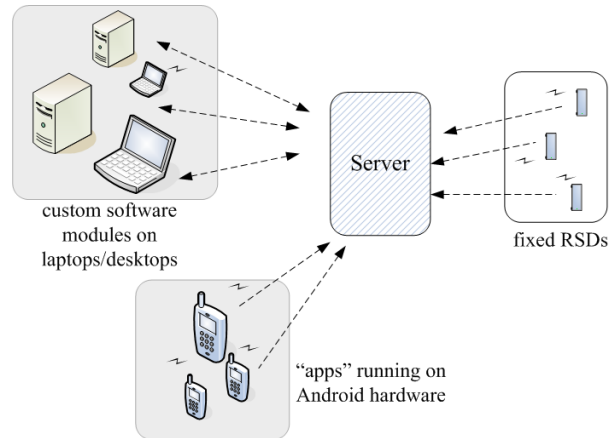 Server
custom software
modules on
laptops/desktops
fixed RSDs
“apps” running on
Android hardware